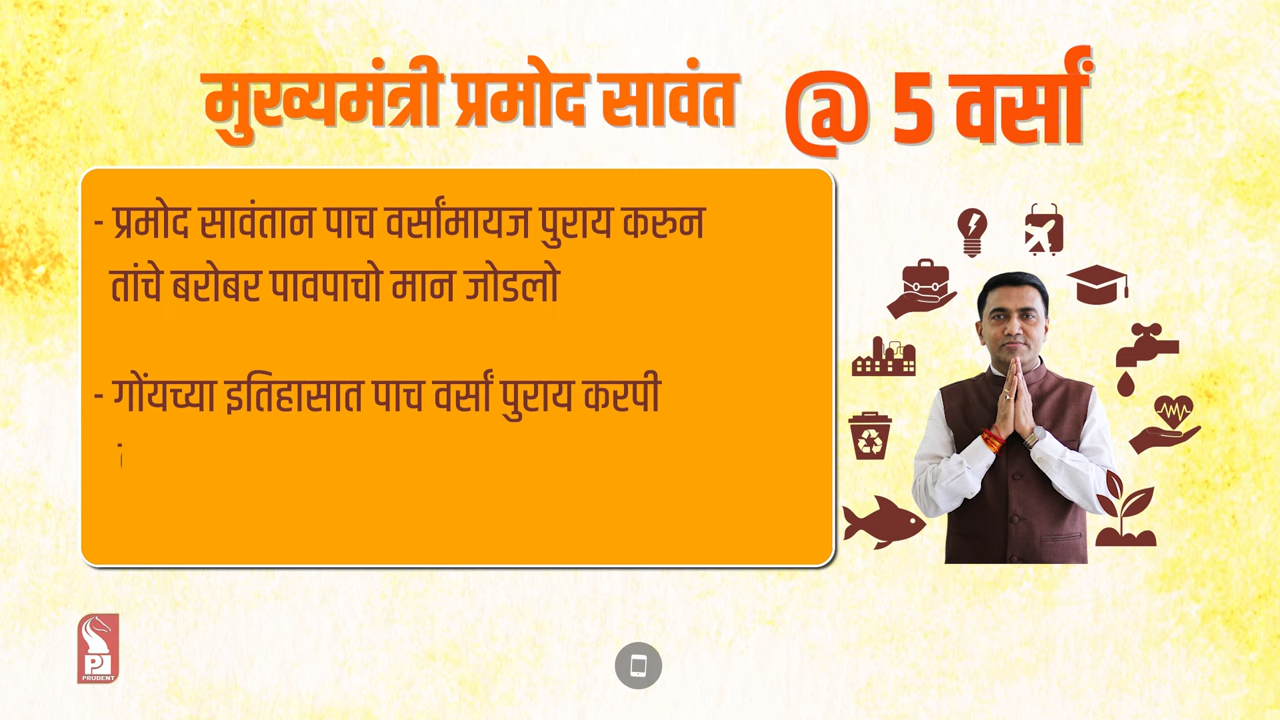 मुख्यमंत्री प्रमोद सावंत @ 5 वर्सां
- प्रमोद सावंतान पाच वर्सांमायज पुराय करुन
तांचे बरोबर पावपाचो मान जोडलो
- गोंयच्या इतिहासात पाच वर्सां पुराय करपी
PRUDENT